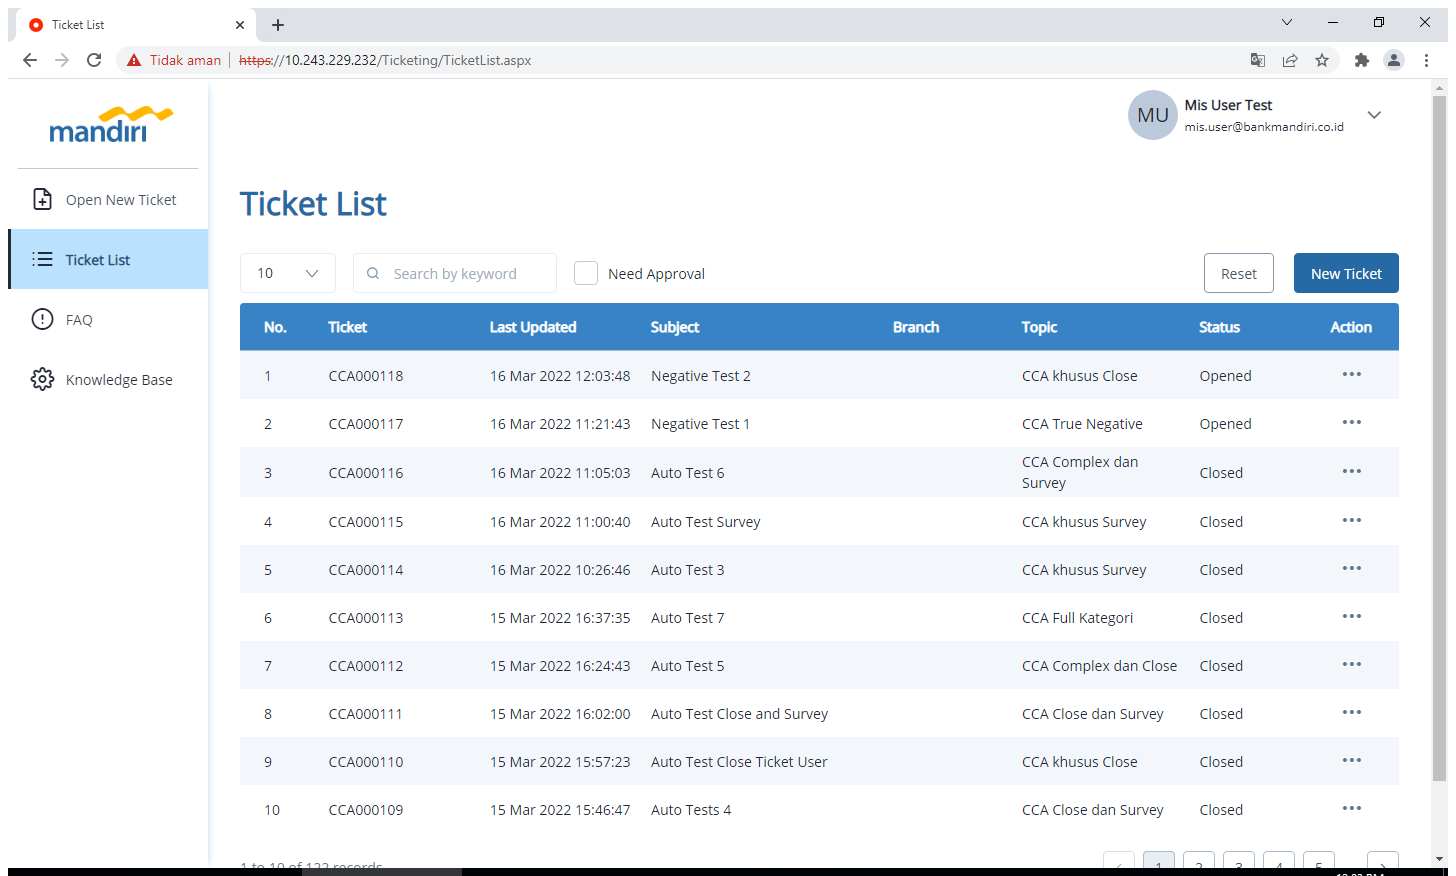 Ticket List
Tidak aman | https://10.243.229.232/Ticketing/TicketList.aspx
mandiri
MU
Mis User Test
mis.user@bankmandiri.co.id
Open New Ticket
Ticket List
FAQ
Knowledge Base
Ticket List
10
Search by keyword
Need Approval
Reset
New Ticket
No. Ticket Last Updated Subject Branch Topic Status Action
1 CCA000118 16 Mar 2022 12:03:48 Negative Test 2 CCA khusus Close Opened
2 CCA000117 16 Mar 2022 11:21:43 Negative Test 1 CCA True Negative Opened
3 CCA000116 16 Mar 2022 11:05:03 Auto Test 6 CCA Complex dan Survey Closed
4 CCA000115 16 Mar 2022 11:00:40 Auto Test Survey CCA khusus Survey Closed
5 CCA000114 16 Mar 2022 10:26:46 Auto Test 3 CCA khusus Survey Closed
6 CCA000113 15 Mar 2022 16:37:35 Auto Test 7 CCA Full Kategori Closed
7 CCA000112 15 Mar 2022 16:24:43 Auto Test 5 CCA Complex dan Close Closed
8 CCA000111 15 Mar 2022 16:02:00 Auto Test Close and Survey CCA Close dan Survey Closed
9 CCA000110 15 Mar 2022 15:57:23 Auto Test Close Ticket User CCA khusus Close Closed
10 CCA000109 15 Mar 2022 15:46:47 Auto Tests 4 CCA Close dan Survey Closed
1 to 10 of 122 records
1 2 3 4 5